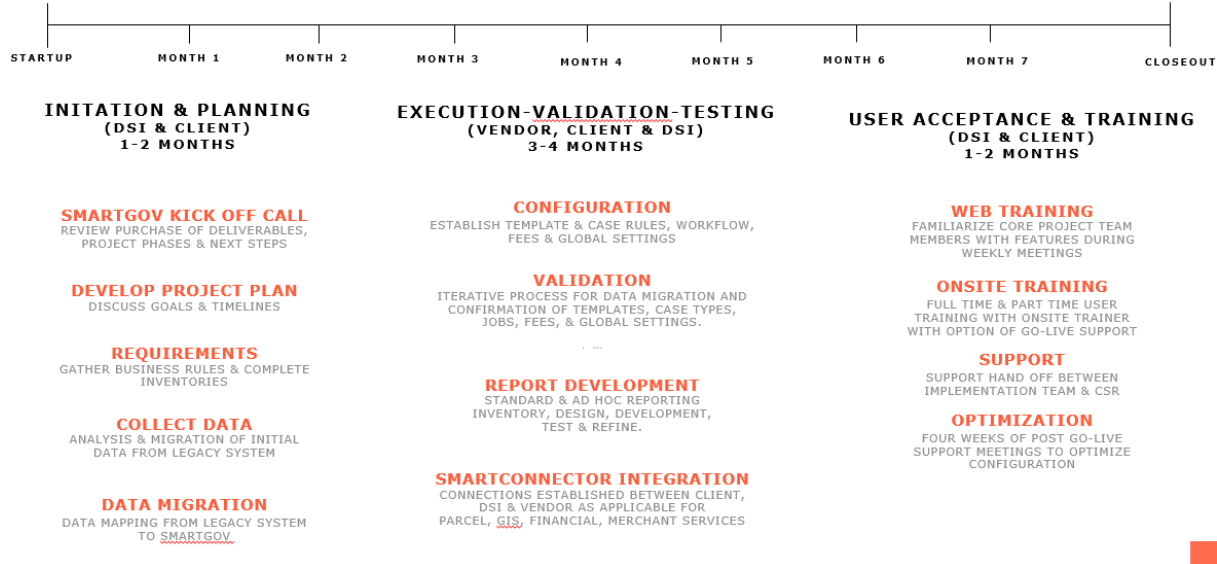 STARTUP
MONTH 1
MONTH 2
MONTH 3
MONTH 4
MONTH 5
MONTH 6
MONTH 7
CLOSEOUT
INITATION & PLANNING
(DSI & CLIENT)
1-2 MONTHS
SMARTGOV KICK OFF CALL
REVIEW PURCHASE OF DELIVERABLES,
PROJECT PHASES & NEXT STEPS
DEVELOP PROJECT PLAN
DISCUSS GOALS & TIMELINES
REQUIREMENTS
GATHER BUSINESS RULES & COMPLETE
INVENTORIES
COLLECT DATA
ANALYSIS & MIGRATION OF INITIAL
DATA FROM LEGACY SYSTEM
DATA MIGRATION
DATA MAPPING FROM LEGACY SYSTEM
TO SMARTGOV
EXECUTION-VALIDATION-TESTING
(VENDOR, CLIENT & DSI)
3-4 MONTHS
CONFIGURATION
ESTABLISH TEMPLATE & CASE RULES, WORKFLOW,
FEES & GLOBAL SETTINGS
VALIDATION
ITERATIVE PROCESS FOR DATA MIGRATION AND
CONFIRMATION OF TEMPLATES, CASE TYPES,
JOBS, FEES, & GLOBAL SETTINGS.
REPORT DEVELOPMENT
STANDARD & AD HOC REPORTING
INVENTORY, DESIGN, DEVELOPMENT,
TEST & REFINE.
SMARTCONNECTOR INTEGRATION
CONNECTIONS ESTABLISHED BETWEEN CLIENT,
DSI & VENDOR AS APPLICABLE FOR
PARCEL, GIS, FINANCIAL, MERCHANT SERVICES
USER ACCEPTANCE & TRAINING
(DSI & CLIENT)
1-2 MONTHS
WEB TRAINING
FAMILIARIZE CORE PROJECT TEAM
MEMBERS WITH FEATURES DURING
WEEKLY MEETINGS
ONSITE TRAINING
FULL TIME & PART TIME USER
TRAINING WITH ONSITE TRAINER
WITH OPTION OF GO-LIVE SUPPORT
SUPPORT
SUPPORT HAND OFF BETWEEN
IMPLEMENTATION TEAM & CSR
OPTIMIZATION
FOUR WEEKS OF POST GO-LIVE
SUPPORT MEETINGS TO OPTIMIZE
CONFIGURATION